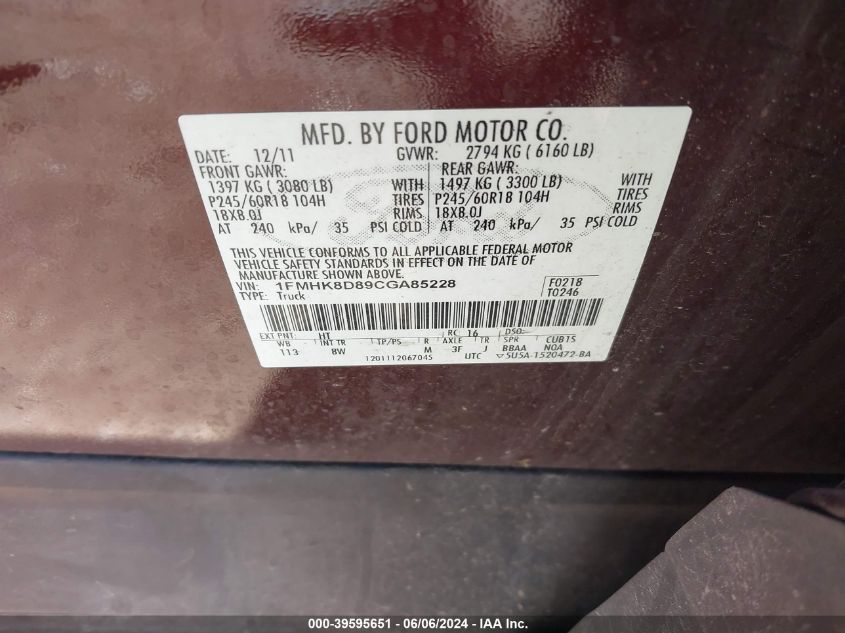 MFD. BY FORD MOTOR CO.
DATE: 12/11 GVWR: 2794 KG ( 6160 LB)
FRONT GAWR: REAR GAWR:
1397 KG ( 3080 LB) WITH 1497 KG ( 3300 LB) WITH
P245/60R18 104H TIRES P245/60R18 104H TIRES
18X8.0J RIMS 18X8.0J RIMS
AT 240 kPa/ 35 PSI COLD AT 240 kPa/ 35 PSI COLD
THIS VEHICLE CONFORMS TO ALL APPLICABLE FEDERAL MOTOR
VEHICLE SAFETY STANDARDS IN EFFECT ON THE DATE OF
MANUFACTURE SHOWN ABOVE.
VIN: 1FMHK8D89CGA85228 F0218
TYPE: Truck T0246
EXT PNT: HT RC: 16 DSO:
WB INT TR TP/PS R AXLE TR SPR CUBTS
113 8W M 3F J BBAA NOA
1201112067045 UTC ▽5U5A-1520472-BA
000-39595651 / 06/06/2024 - IAA Inc.